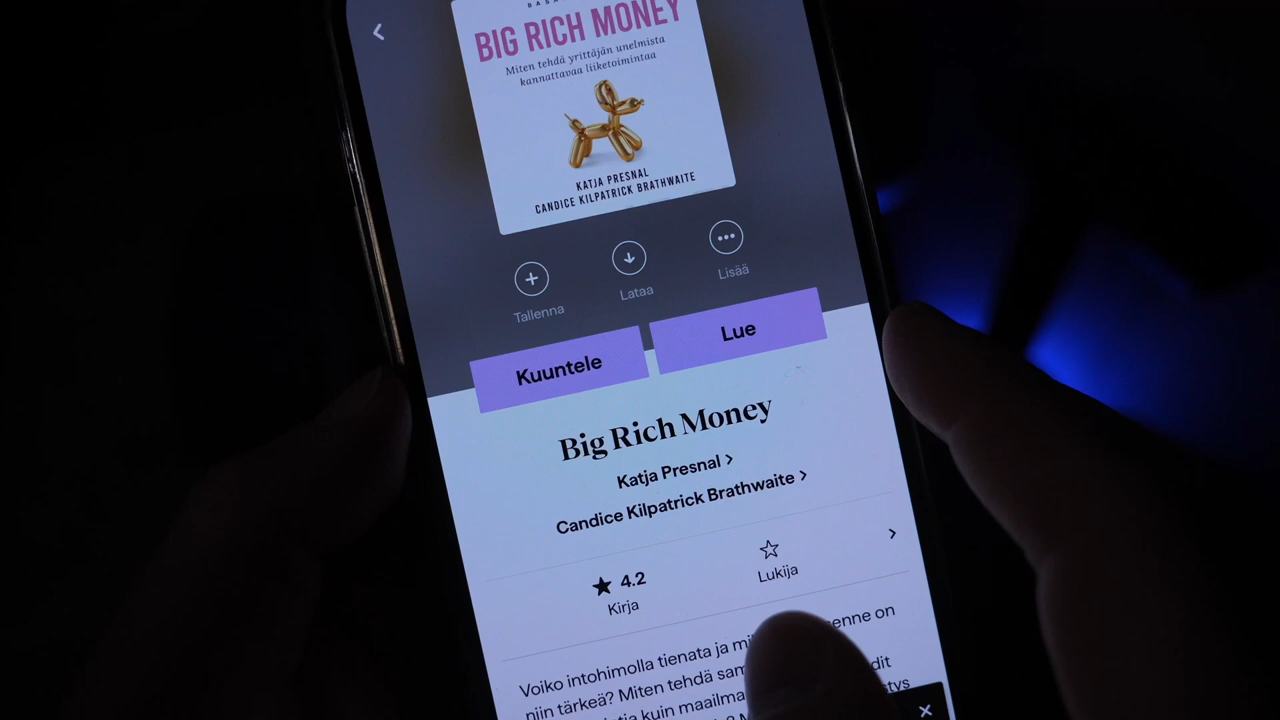 BIG RICH MONEY
Miten tehdä yrittäjän unelmista
kannattavaa liiketoimintaa
KATJA PRESNAL
CANDICE KILPATRICK BRATHWAITE
Tallenna
Lataa
Lisää
Kuuntele
Lue
Big Rich Money
Katja Presnal
Candice Kilpatrick Brathwaite
4.2
Kirja
Lukija
Voiko intohimolla tienata ja on
niin tärkeä? Miten tehdä
kuin